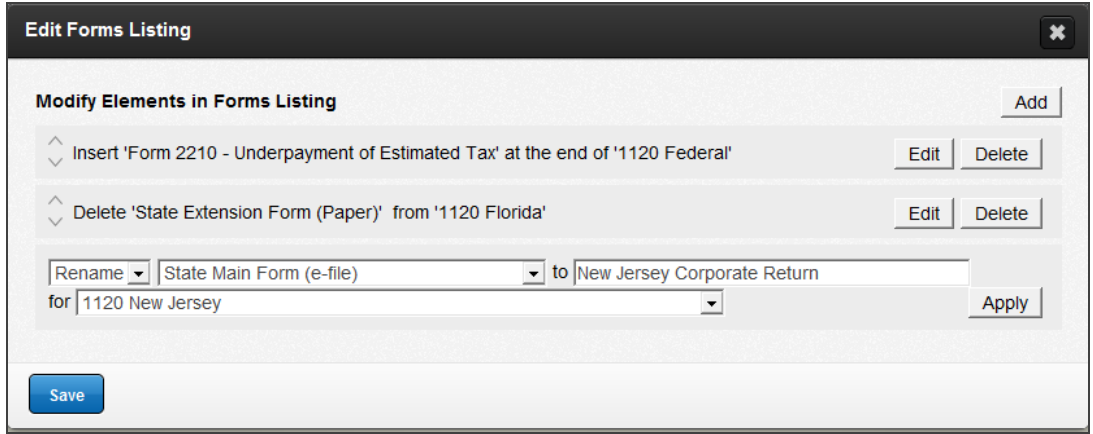 Edit Forms Listing
Modify Elements in Forms Listing Add
Insert 'Form 2210 - Underpayment of Estimated Tax' at the end of '1120 Federal' Edit Delete
Delete 'State Extension Form (Paper)' from '1120 Florida' Edit Delete
Rename State Main Form (e-file) to New Jersey Corporate Return
for 1120 New Jersey Apply
Save